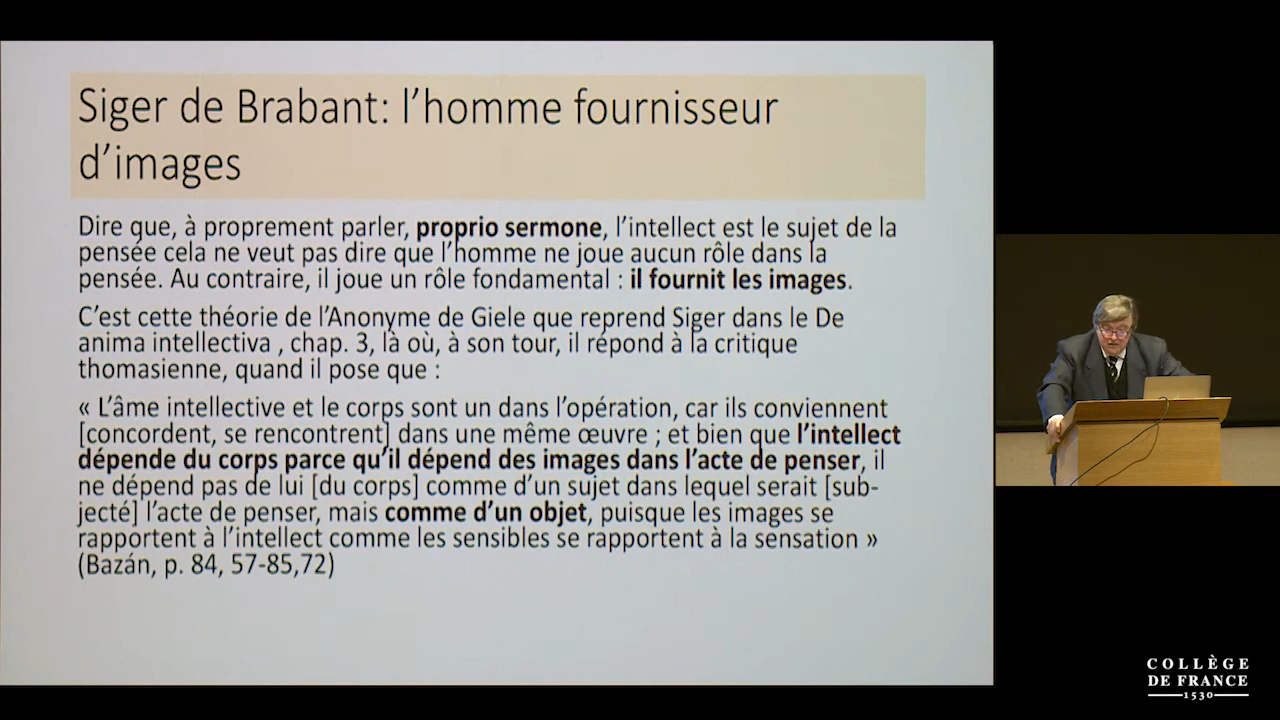 Siger de Brabant: l’homme fournisseur
d’images
Dire que, à proprement parler, proprio sermone, l’intellect est le sujet de la
pensée cela ne veut pas dire que l’homme ne joue aucun rôle dans la
pensée. Au contraire, il joue un rôle fondamental : il fournit les images.
C’est cette théorie de l’Anonyme de Giele que reprend Siger dans le De
anima intellectiva , chap. 3, là où, à son tour, il répond à la critique
thomasienne, quand il pose que :
« L’âme intellective et le corps sont un dans l’opération, car ils conviennent
[concordent, se rencontrent] dans une même œuvre ; et bien que l’intellect
dépende du corps parce qu’il dépend des images dans l’acte de penser, il
ne dépend pas de lui [du corps] comme d’un sujet dans lequel serait [sub-
jecté] l’acte de penser, mais comme d’un objet, puisque les images se
rapportent à l’intellect comme les sensibles se rapportent à la sensation »
(Bazán, p. 84, 57-85,72)
COLLÈGE
DE FRANCE
1530